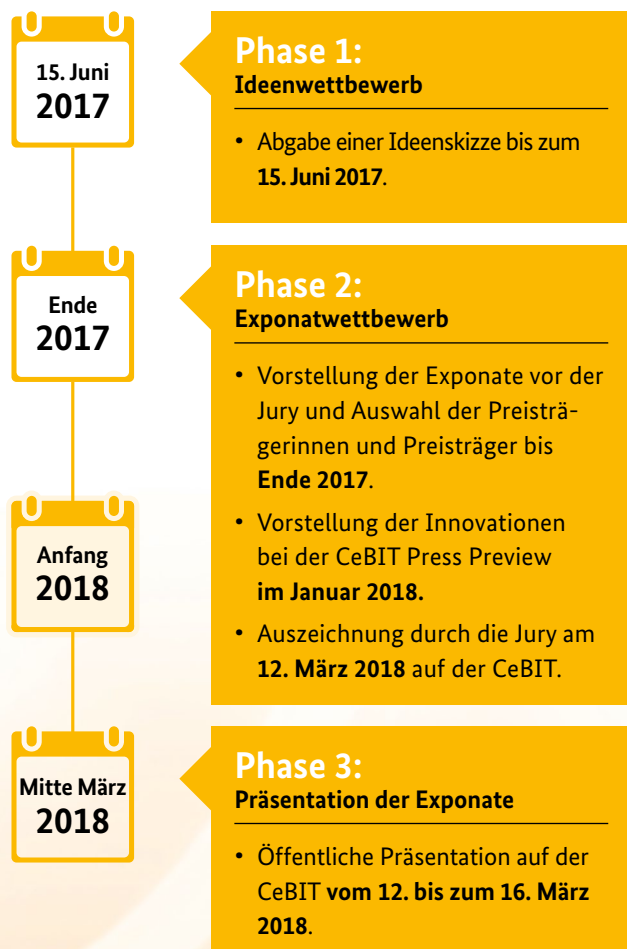 15. Juni
2017
Phase 1:
Ideenwettbewerb
• Abgabe einer Ideenskizze bis zum
15. Juni 2017.
Ende
2017
Phase 2:
Exponatwettbewerb
• Vorstellung der Exponate vor der
Jury und Auswahl der Preisträ-
gerinnen und Preisträger bis
Ende 2017.
Anfang
2018
• Vorstellung der Innovationen
bei der CeBIT Press Preview
im Januar 2018.
• Auszeichnung durch die Jury am
12. März 2018 auf der CeBIT.
Mitte März
2018
Phase 3:
Präsentation der Exponate
• Öffentliche Präsentation auf der
CeBIT vom 12. bis zum 16. März
2018.